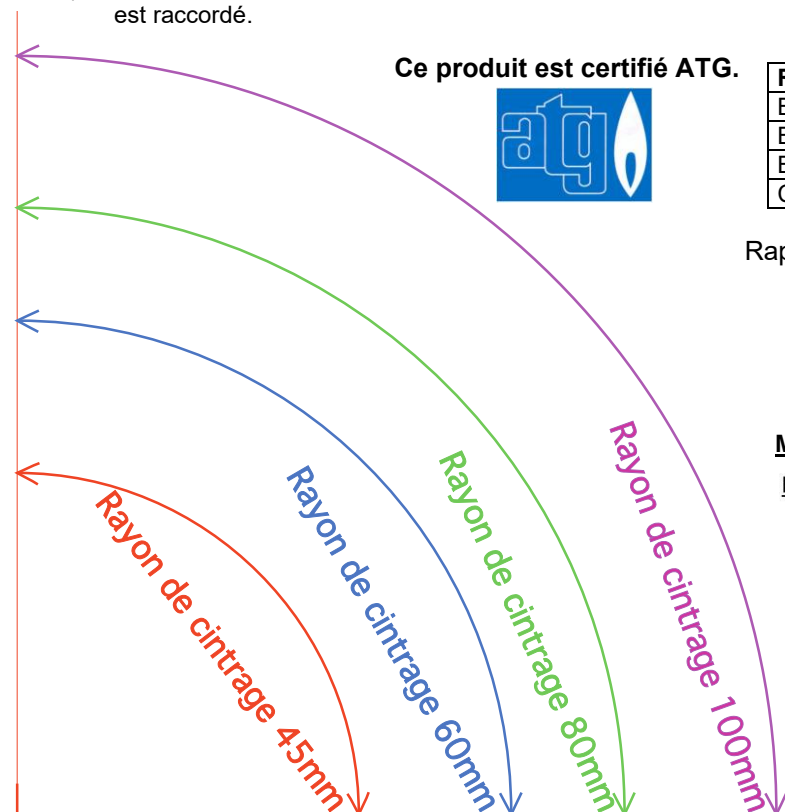 est raccordé.
Ce produit est certifié ATG.
atg
Rayon de cintrage 45mm
Rayon de cintrage 60mm
Rayon de cintrage 80mm
Rayon de cintrage 100mm